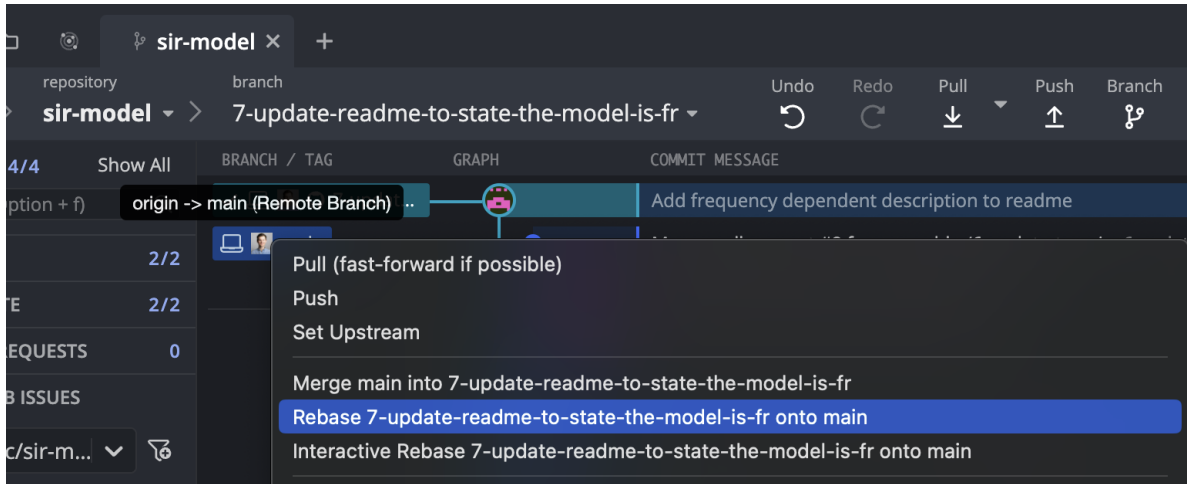 sir-model
repository
branch
sir-model
7-update-readme-to-state-the-model-is-fr
Undo
Redo
Pull
Push
Branch
4/4
Show All
BRANCH / TAG
GRAPH
COMMIT MESSAGE
ption + f)
origin -> main (Remote Branch)
...
Add frequency dependent description to readme
2/2
Pull (fast-forward if possible)
TE
2/2
Push
Set Upstream
EQUESTS
0
Merge main into 7-update-readme-to-state-the-model-is-fr
B ISSUES
Rebase 7-update-readme-to-state-the-model-is-fr onto main
c/sir-m...
Interactive Rebase 7-update-readme-to-state-the-model-is-fr onto main